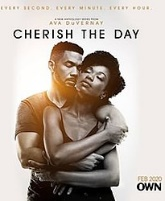 EVERY SECOND. EVERY MINUTE. EVERY HOUR.
A NEW ANTHOLOGY SERIES FROM
AVA DUVERNAY
CHERISH THE DAY
FEB 2020
OWN